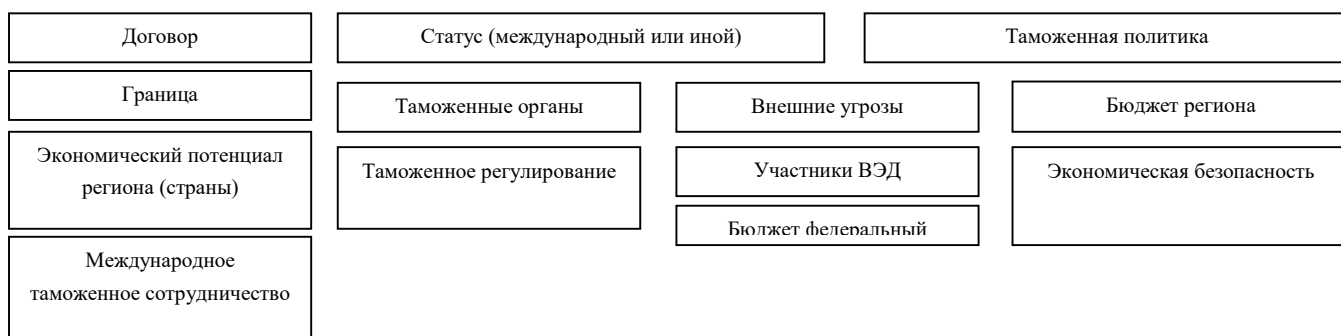 Договор
Статус (международный или иной)
Таможенная политика
Граница
Таможенные органы
Внешние угрозы
Бюджет региона
Экономический потенциал
региона (страны)
Таможенное регулирование
Участники ВЭД
Экономическая безопасность
Бюджет федеральный
Международное
таможенное сотрудничество